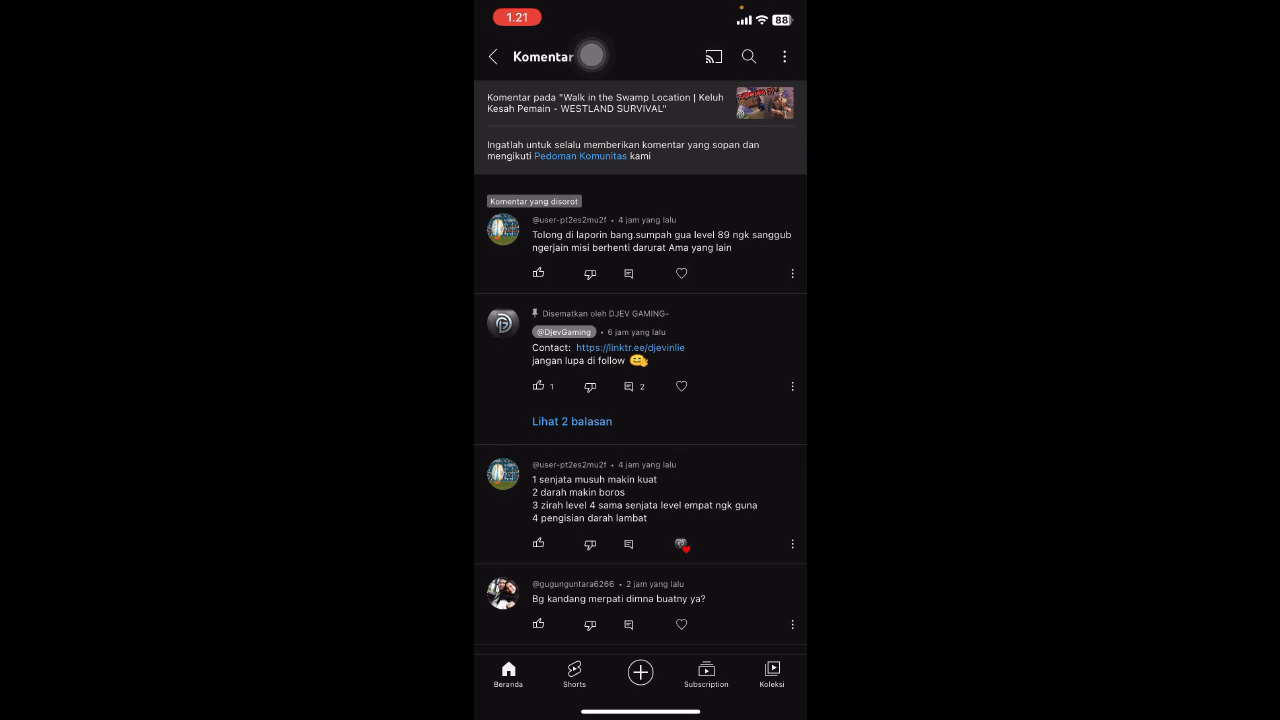 1.21
88
Komentar
Komentar pada "Walk in the Swamp Location | Keluh
Kesah Pemain - WESTLAND SURVIVAL"
Ingatlah untuk selalu memberikan komentar yang sopan dan
mengikuti Pedoman Komunitas kami
Komentar yang disorot
@user-pt2es2mu2f • 4 jam yang lalu
Tolong di laporin bang.sumpah gua level 89 ngk sanggub
ngerjain misi berhenti darurat Ama yang lain
Disematkan oleh DJEV GAMING-
@DjevGaming • 6 jam yang lalu
Contact: https://linktr.ee/djevinlie
jangan lupa di follow
1
2
Lihat 2 balasan
@user-pt2es2mu2f • 4 jam yang lalu
1 senjata musuh makin kuat
2 darah makin boros
3 zirah level 4 sama senjata level empat ngk guna
4 pengisian darah lambat
@gugunguntara6266 • 2 jam yang lalu
Bg kandang merpati dimna buatny ya?
Beranda
Shorts
Subscription
Koleksi